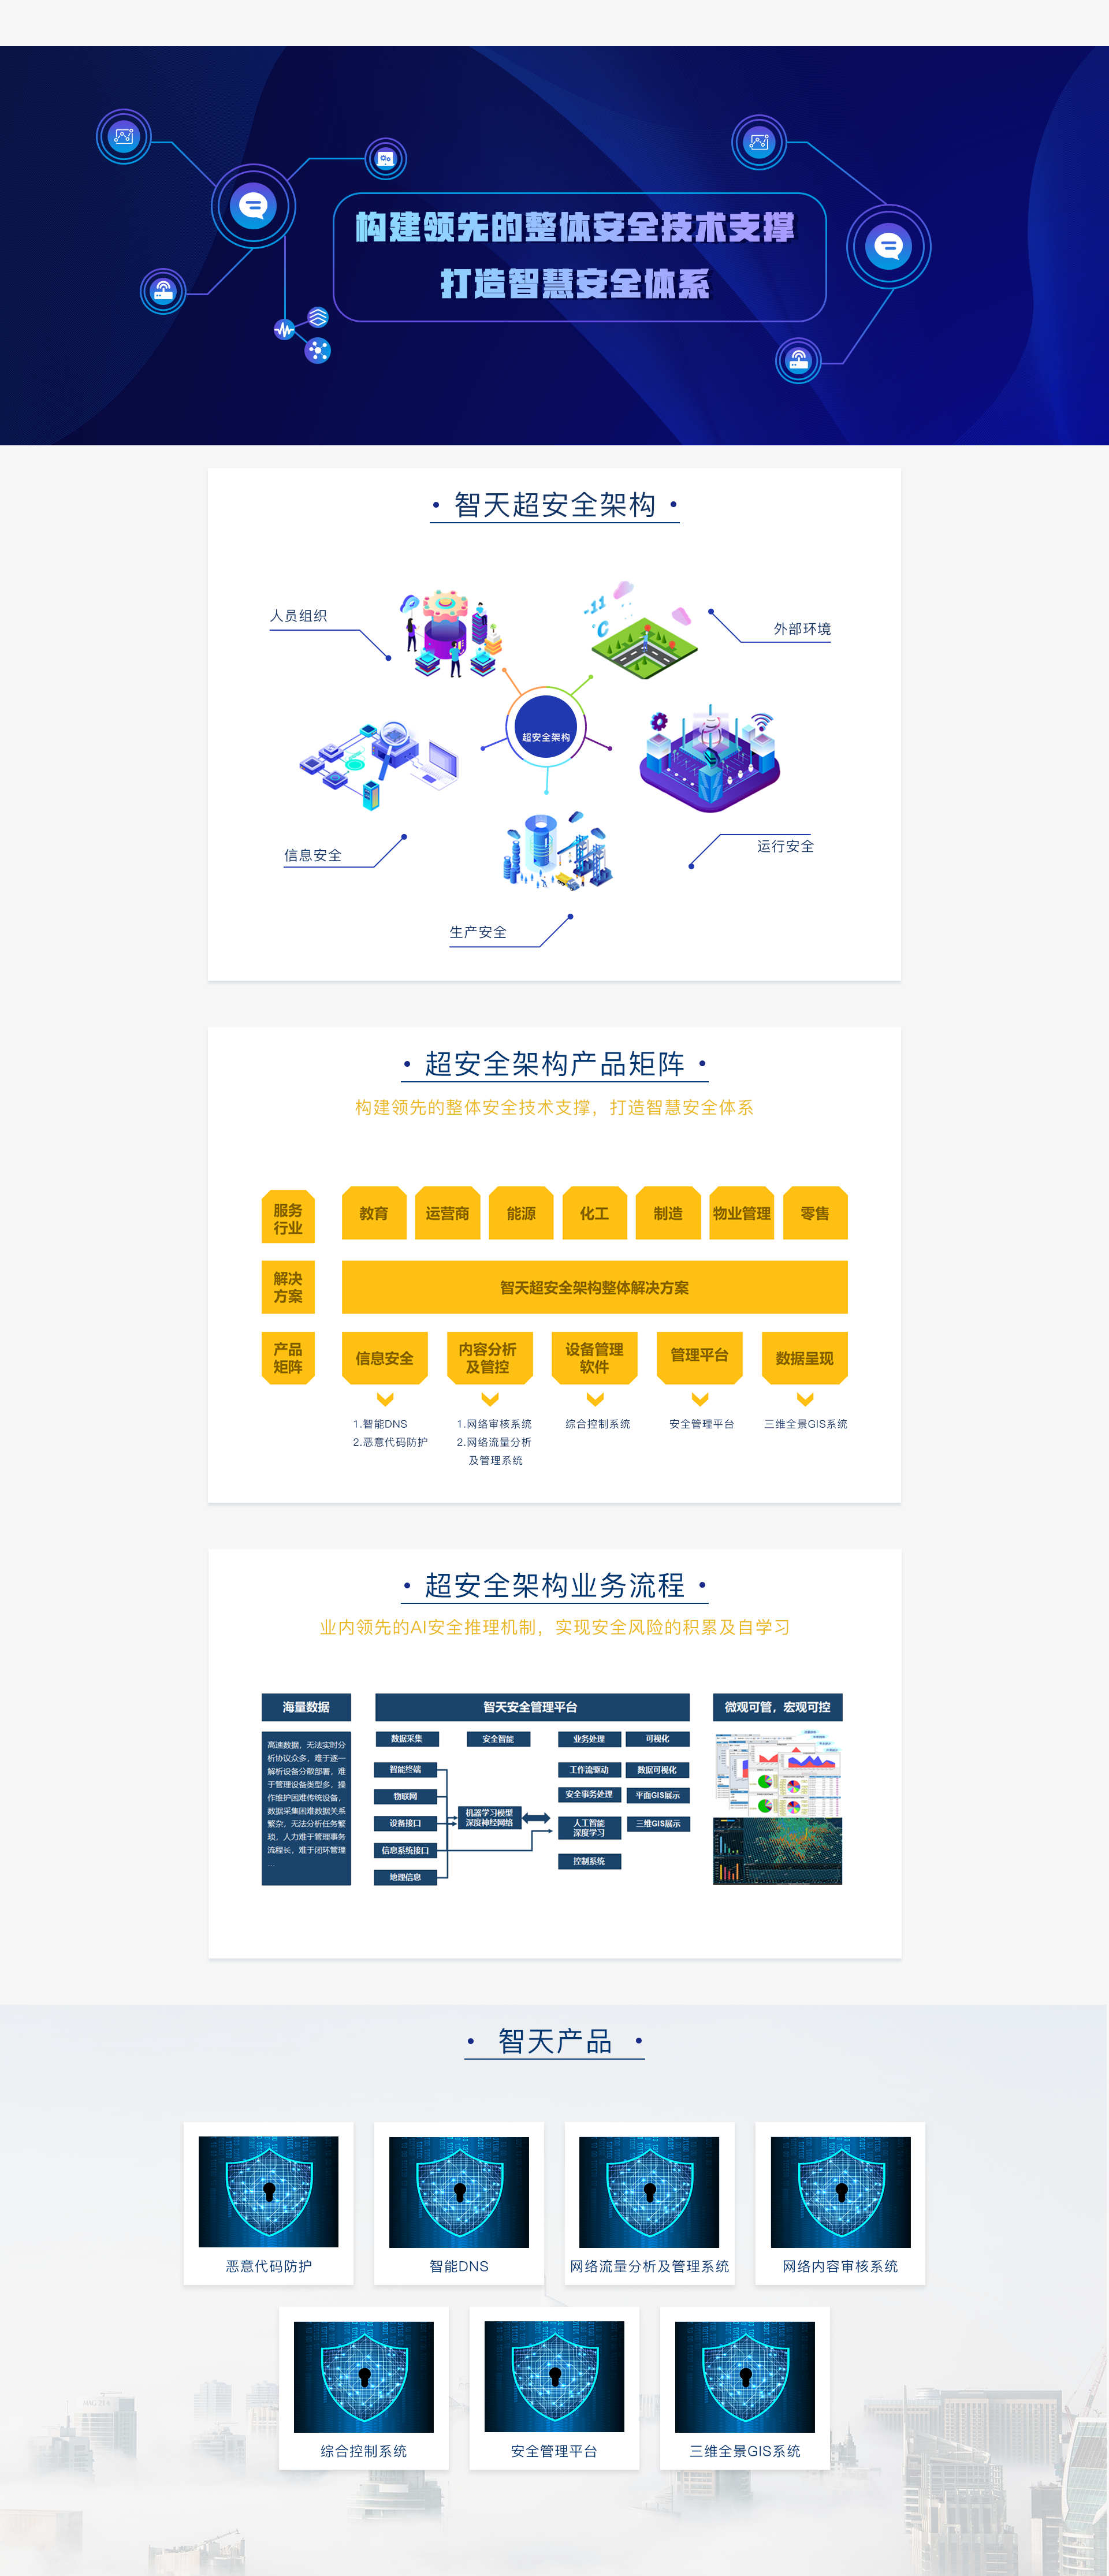 构建领先的整体安全技术支撑
打造智慧安全体系
智天超安全架构
人员组织
外部环境
超安全架构
信息安全
运行安全
生产安全
超安全架构产品矩阵
构建领先的整体安全技术支撑，打造智慧安全体系
服务
行业
教育
运营商
能源
化工
制造
物业管理
零售
解决
方案
智天超安全架构整体解决方案
产品
矩阵
信息安全
内容分析
及管控
设备管理
软件
管理平台
数据呈现
1.智能DNS
2.恶意代码防护
1.网络审核系统
2.网络流量分析
及管理系统
综合控制系统
安全管理平台
三维全景GIS系统
超安全架构业务流程
业内领先的AI安全推理机制，实现安全风险的积累及自学习
海量数据
智天安全管理平台
微观可管，宏观可控
高速数据，无法实时分
析协议众多，难于逐一
解析设备分散部署，难
于管理设备类型多，操
作维护困难传统设备，
数据采集困难数据关系
繁杂，无法分析任务繁
琐，人力难于管理事务
流程长，难于闭环管理
…
数据采集
安全智能
业务处理
可视化
智能终端
物联网
设备接口
信息系统接口
地理信息
机器学习模型
深度神经网络
工作流驱动
安全事务处理
人工智能
深度学习
控制系统
数据可视化
平面GIS展示
三维GIS展示
智天产品
恶意代码防护
智能DNS
网络流量分析及管理系统
网络内容审核系统
综合控制系统
安全管理平台
三维全景GIS系统